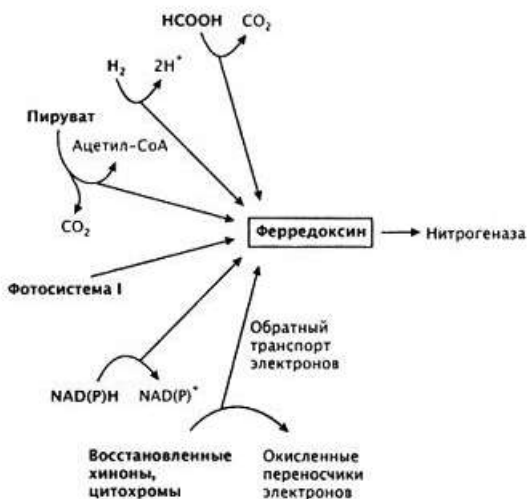 HCOOH CO₂
H₂ 2H⁺
Пируват
Ацетил-СоА
CO₂
Ферредоксин
Нитрогеназа
Фотосистема I
Обратный
транспорт
электронов
NAD(P)H NAD(P)⁺
Восстановленные
хиноны,
цитохромы
Окисленные
переносчики
электронов